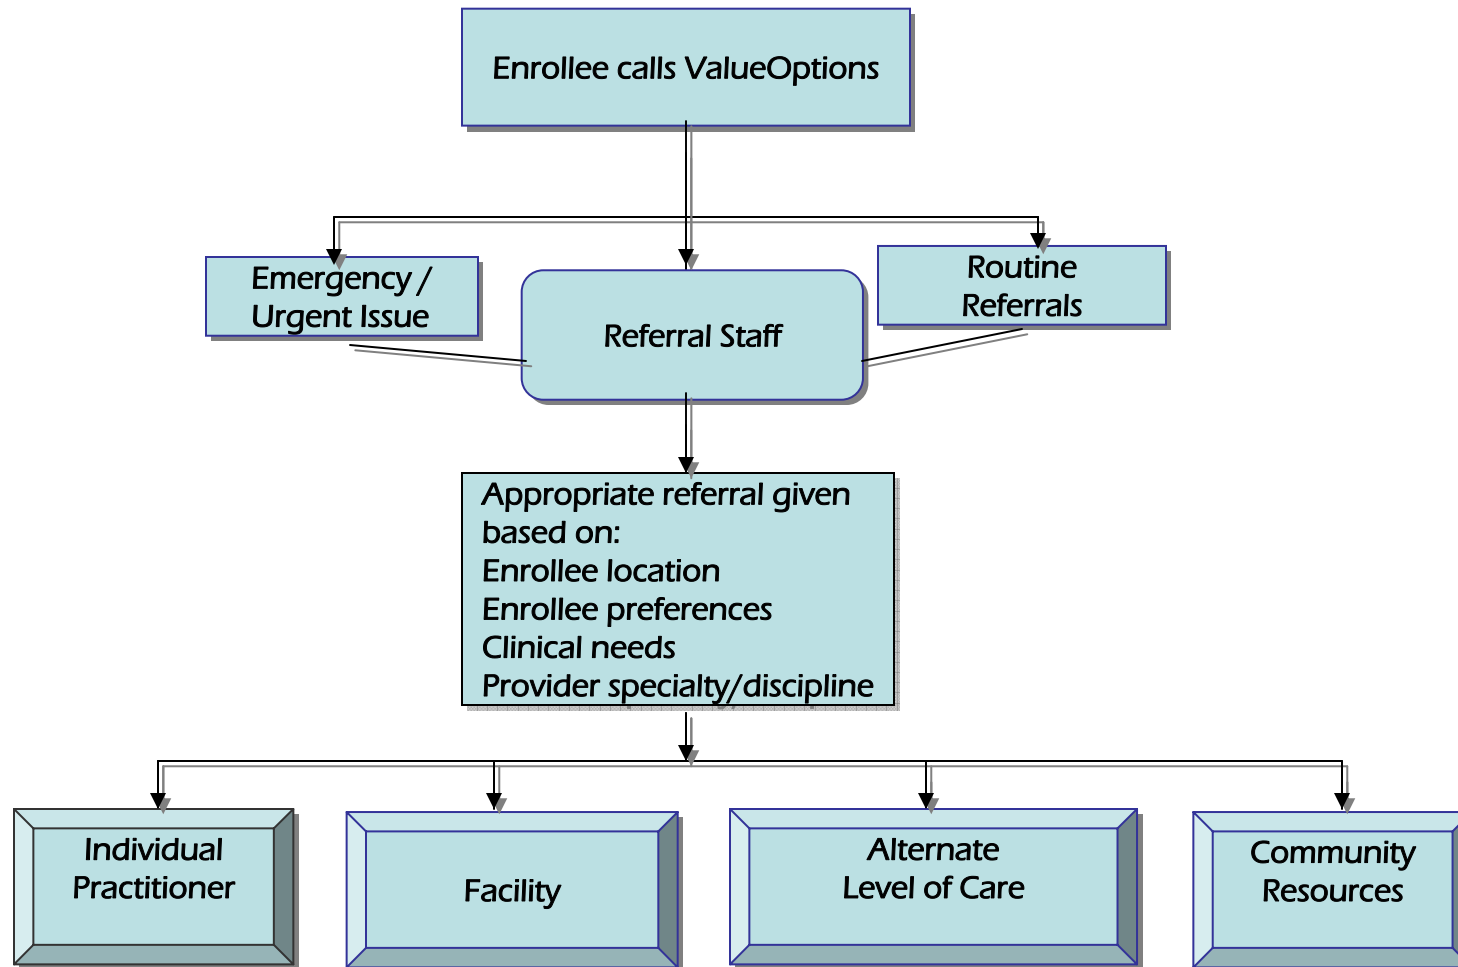 Enrollee calls ValueOptions
Emergency /
Urgent Issue
Referral Staff
Routine
Referrals
Appropriate referral given
based on:
Enrollee location
Enrollee preferences
Clinical needs
Provider specialty/discipline
Individual
Practitioner
Facility
Alternate
Level of Care
Community
Resources